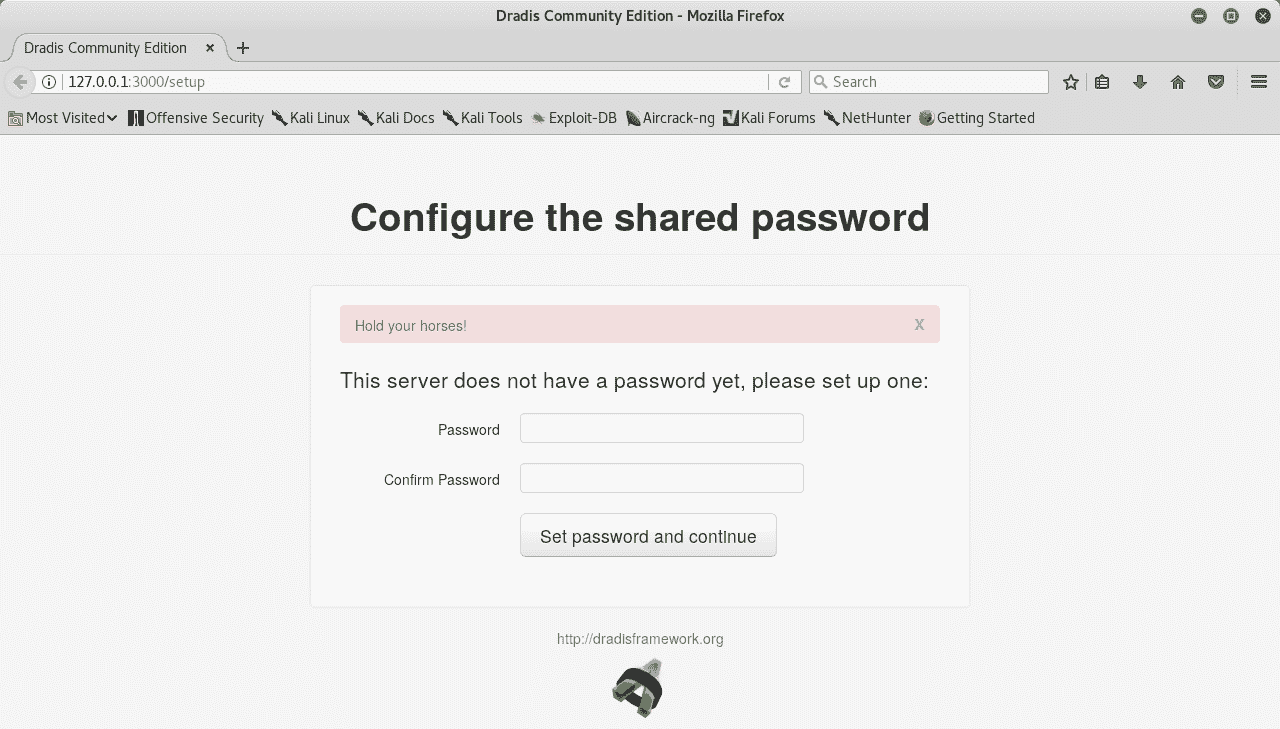 Dradis Community Edition - Mozilla Firefox
Dradis Community Edition
127.0.0.1:3000/setup Search
Most Visited Offensive Security Kali Linux Kali Docs Kali Tools Exploit-DB Aircrack-ng Kali Forums NetHunter Getting Started
Configure the shared password
Hold your horses! X
This server does not have a password yet, please set up one:
Password
Confirm Password
Set password and continue
http://dradisframework.org